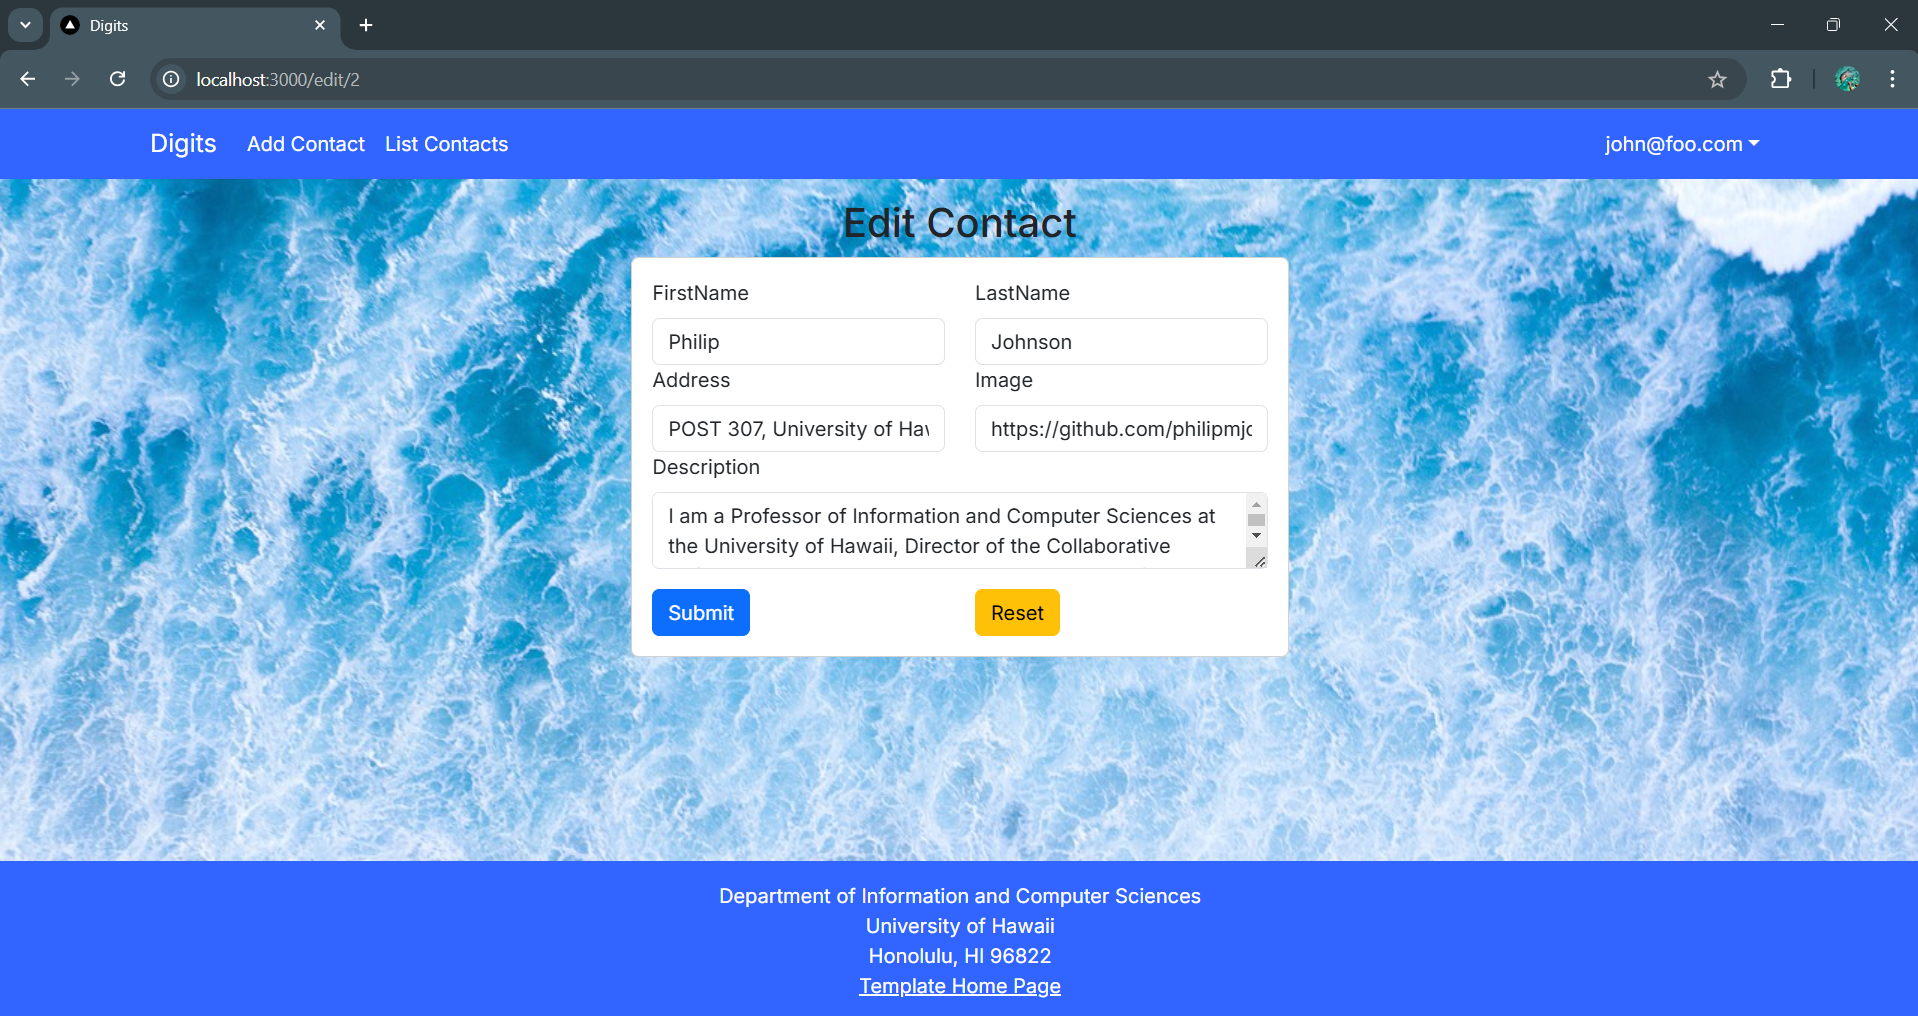 Digits
localhost:3000/edit/2
Digits Add Contact List Contacts john@foo.com
Edit Contact
FirstName LastName
Philip Johnson
Address Image
POST 307, University of Hav https://github.com/philipmjc
Description
I am a Professor of Information and Computer Sciences at
the University of Hawaii, Director of the Collaborative
Submit Reset
Department of Information and Computer Sciences
University of Hawaii
Honolulu, HI 96822
Template Home Page